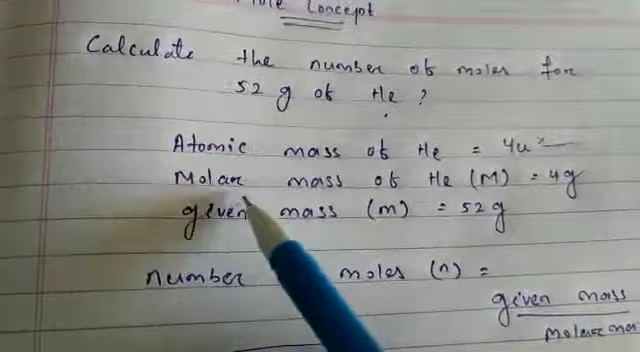 Mole Concept
Calculate the number of moles for
52 g of He ?
Atomic mass of He = 4u
Molar mass of He (M) = 4g
given mass (m) = 52g
number moles (n) =
given mass